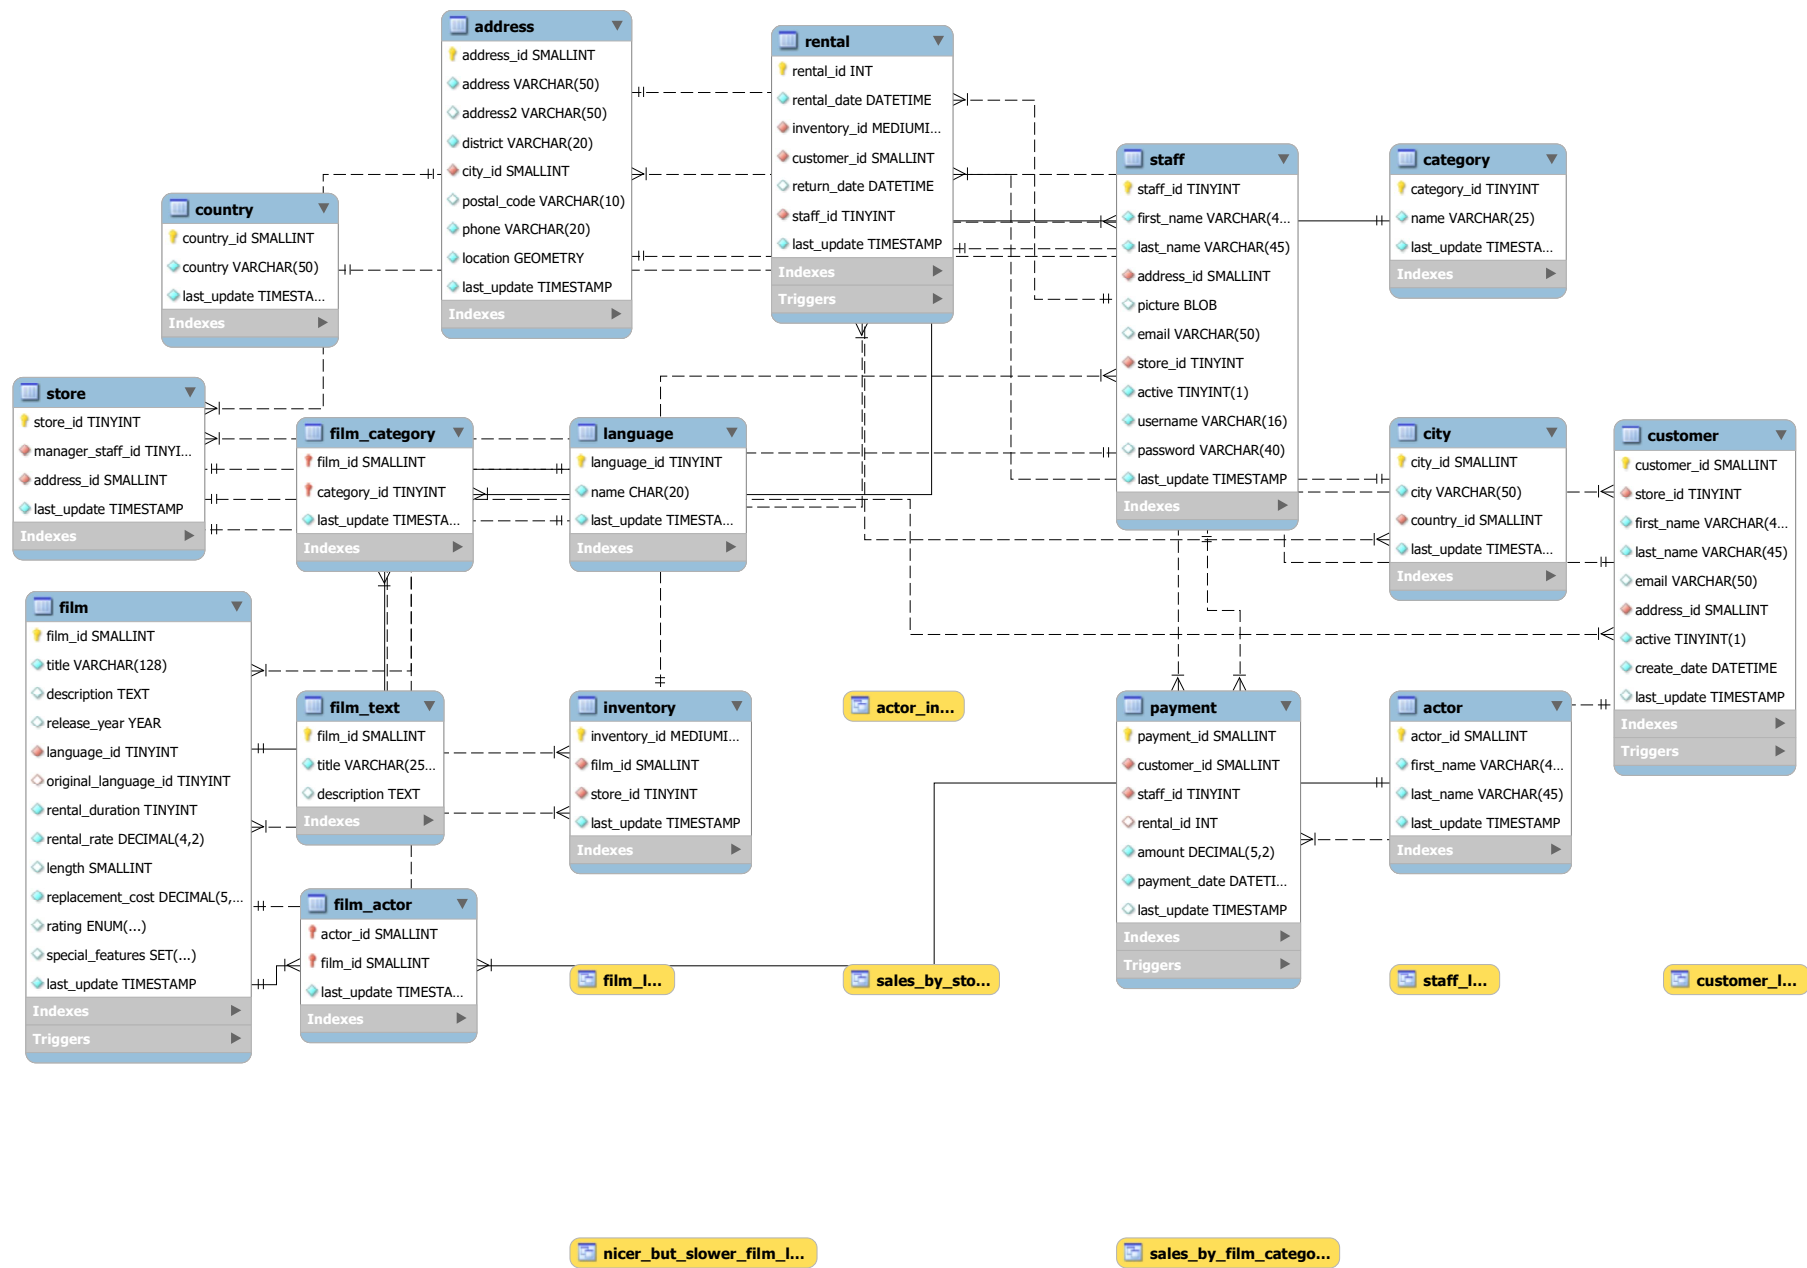 address
address_id SMALLINT
address VARCHAR(50)
address2 VARCHAR(50)
district VARCHAR(20)
city_id SMALLINT
postal_code VARCHAR(10)
phone VARCHAR(20)
location GEOMETRY
last_update TIMESTAMP
Indexes
rental
rental_id INT
rental_date DATETIME
inventory_id MEDIUMI...
customer_id SMALLINT
return_date DATETIME
staff_id TINYINT
last_update TIMESTAMP
Indexes
Triggers
staff
staff_id TINYINT
first_name VARCHAR(4...
last_name VARCHAR(45)
address_id SMALLINT
picture BLOB
email VARCHAR(50)
store_id TINYINT
active TINYINT(1)
username VARCHAR(16)
password VARCHAR(40)
last_update TIMESTAMP
Indexes
category
category_id TINYINT
name VARCHAR(25)
last_update TIMESTA...
Indexes
country
country_id SMALLINT
country VARCHAR(50)
last_update TIMESTA...
Indexes
store
store_id TINYINT
manager_staff_id TINYI...
address_id SMALLINT
last_update TIMESTAMP
Indexes
film_category
film_id SMALLINT
category_id TINYINT
last_update TIMESTA...
Indexes
language
language_id TINYINT
name CHAR(20)
last_update TIMESTA...
Indexes
city
city_id SMALLINT
city VARCHAR(50)
country_id SMALLINT
last_update TIMESTA...
Indexes
customer
customer_id SMALLINT
store_id TINYINT
first_name VARCHAR(4...
last_name VARCHAR(45)
email VARCHAR(50)
address_id SMALLINT
active TINYINT(1)
create_date DATETIME
last_update TIMESTAMP
Indexes
Triggers
film
film_id SMALLINT
title VARCHAR(128)
description TEXT
release_year YEAR
language_id TINYINT
original_language_id TINYINT
rental_duration TINYINT
rental_rate DECIMAL(4,2)
length SMALLINT
replacement_cost DECIMAL(5,...
rating ENUM(...)
special_features SET(...)
last_update TIMESTAMP
Indexes
Triggers
film_text
film_id SMALLINT
title VARCHAR(25...
description TEXT
Indexes
inventory
inventory_id MEDIUMI...
film_id SMALLINT
store_id TINYINT
last_update TIMESTAMP
Indexes
actor_in...
payment
payment_id SMALLINT
customer_id SMALLINT
staff_id TINYINT
rental_id INT
amount DECIMAL(5,2)
payment_date DATETI...
last_update TIMESTAMP
Indexes
Triggers
actor
actor_id SMALLINT
first_name VARCHAR(4...
last_name VARCHAR(45)
last_update TIMESTAMP
Indexes
film_actor
actor_id SMALLINT
film_id SMALLINT
last_update TIMESTA...
Indexes
film_l...
sales_by_sto...
staff_l...
customer_l...
nicer_but_slower_film_l...
sales_by_film_catego...